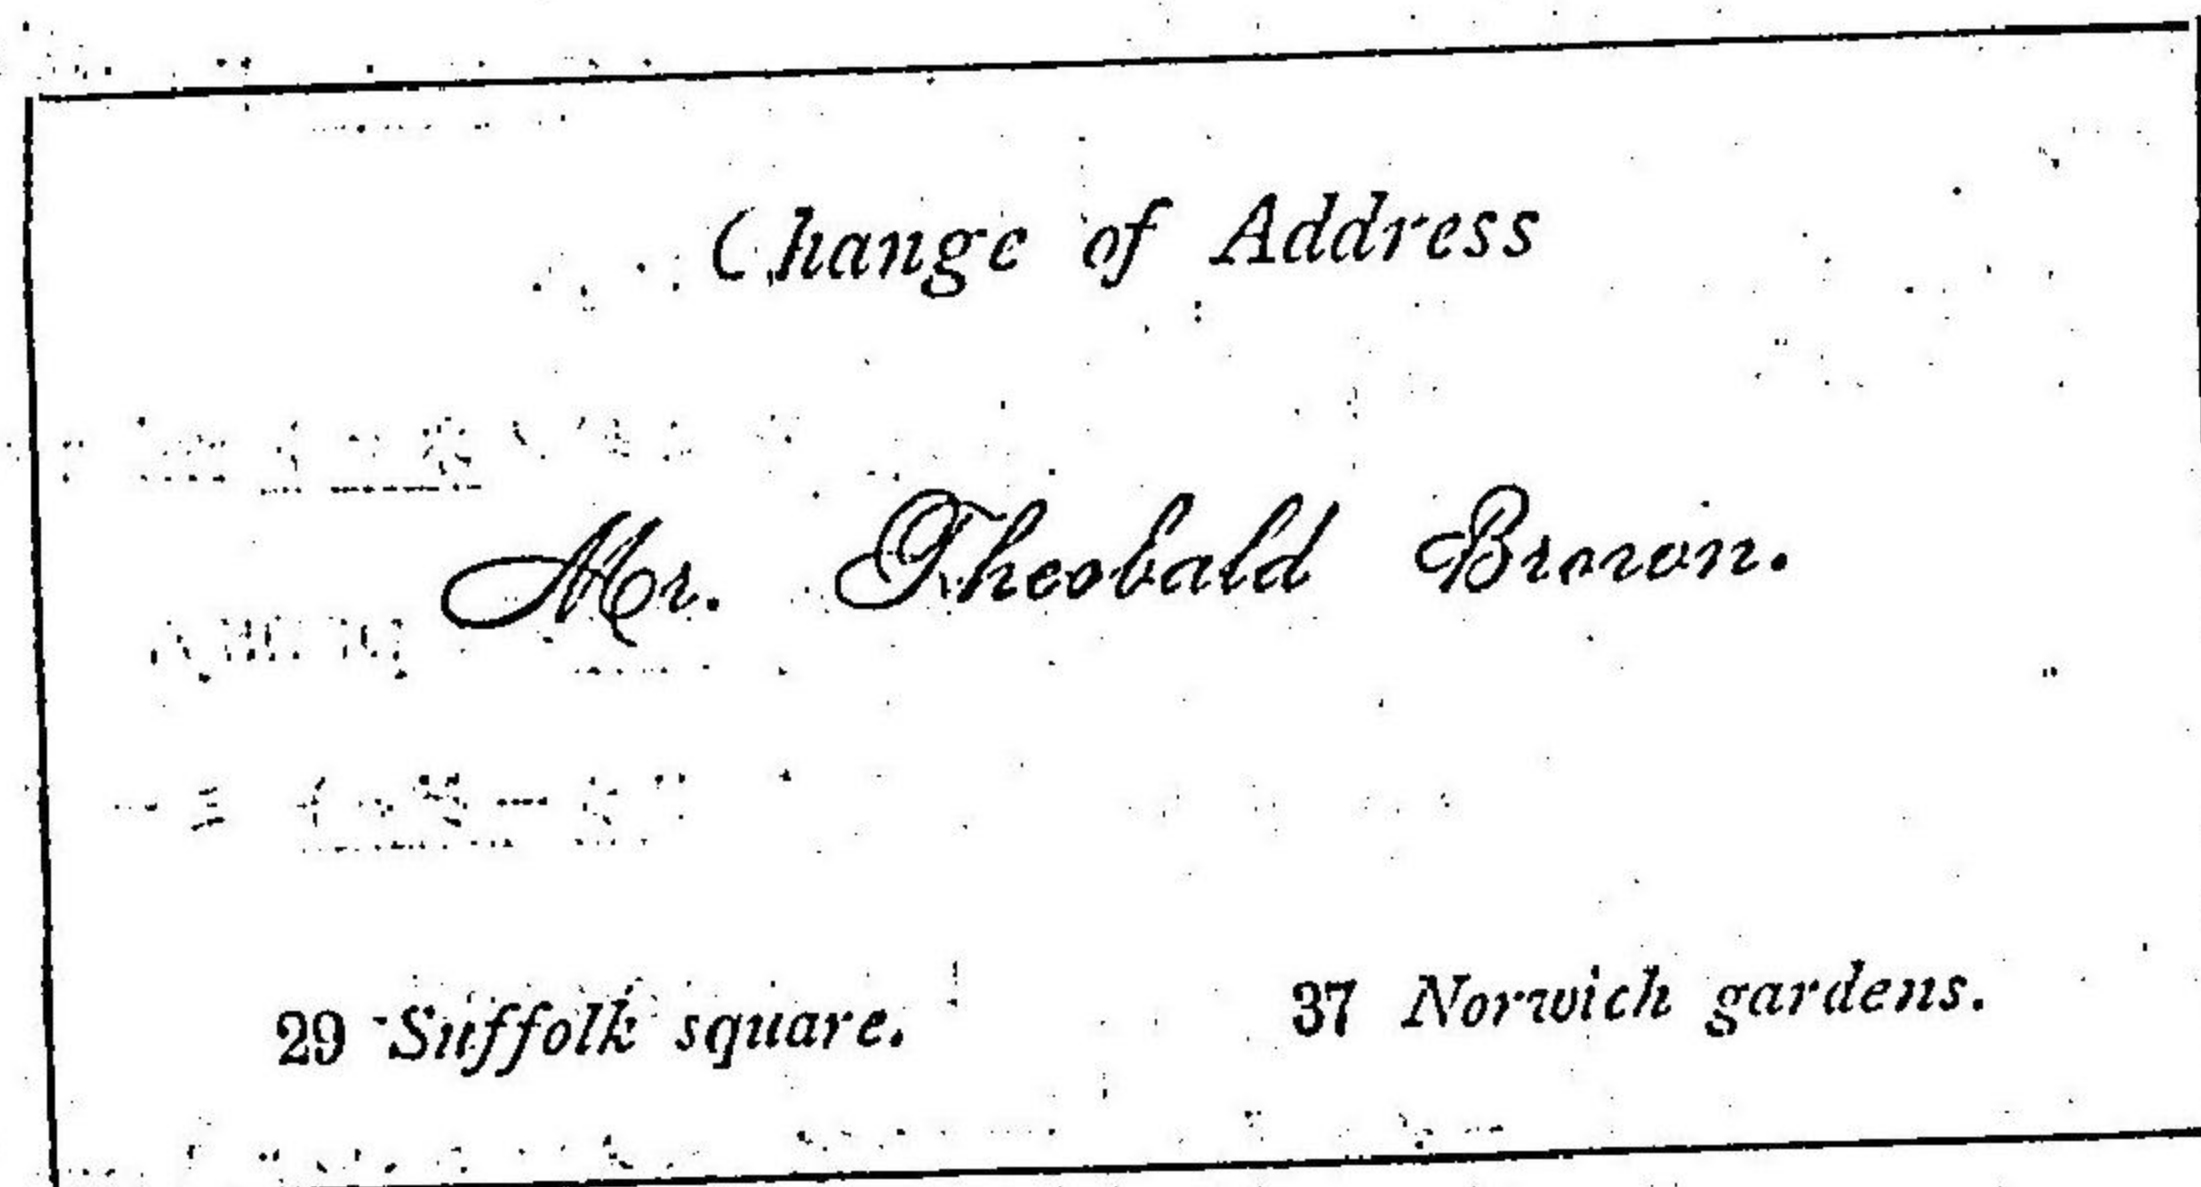 Change of Address
Mr. Theobald Brown.
29 Suffolk square. 37 Norwich gardens.